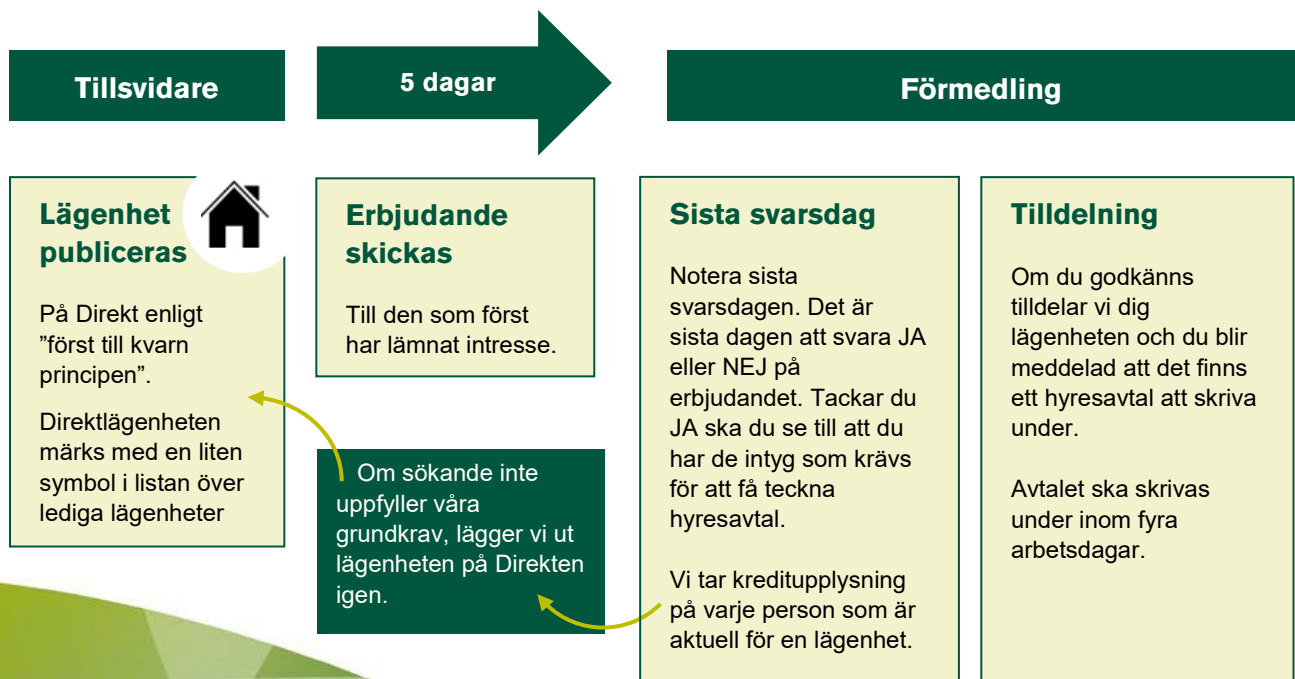 Tillsvidare
5 dagar
Förmedling
Lägenhet
publiceras
På Direkt enligt
”först till kvarn
principen”.
Direktlägenheten
märks med en liten
symbol i listan över
lediga lägenheter
Erbjudande
skickas
Till den som först
har lämnat intresse.
Om sökande inte
uppfyller våra
grundkrav, lägger vi ut
lägenheten på Direkten
igen.
Sista svarsdag
Notera sista
svarsdagen. Det är
sista dagen att svara JA
eller NEJ på
erbjudandet. Tackar du
JA ska du se till att du
har de intyg som krävs
för att få teckna
hyresavtal.
Vi tar kreditupplysning
på varje person som är
aktuell för en lägenhet.
Tilldelning
Om du godkänns
tilldelar vi dig
lägenheten och du blir
meddelad att det finns
ett hyresavtal att skriva
under.
Avtalet ska skrivas
under inom fyra
arbetsdagar.